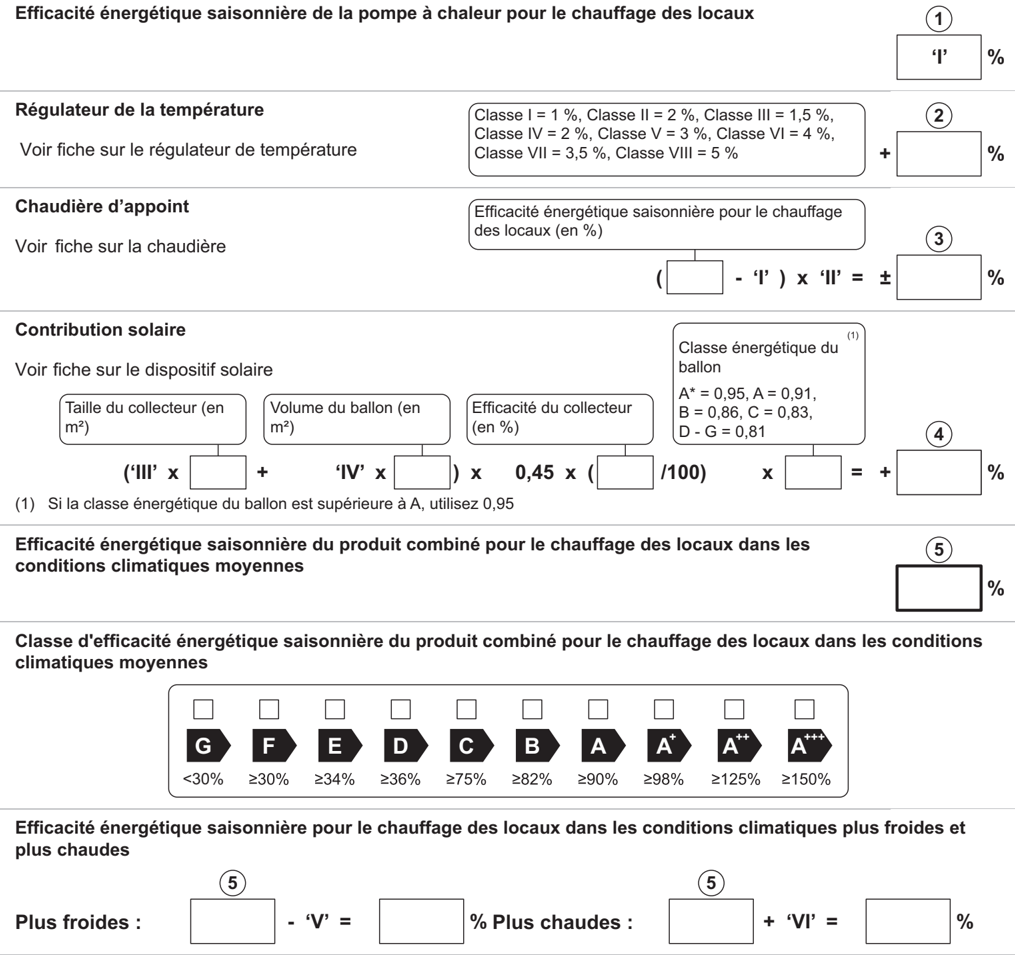 Efficacité énergétique saisonnière de la pompe à chaleur pour le chauffage des locaux
1
‘I’ %
Régulateur de la température
Voir fiche sur le régulateur de température
Classe I = 1 %, Classe II = 2 %, Classe III = 1,5 %,
Classe IV = 2 %, Classe V = 3 %, Classe VI = 4 %,
Classe VII = 3,5 %, Classe VIII = 5 %
2
+ %
Chaudière d’appoint
Voir fiche sur la chaudière
Efficacité énergétique saisonnière pour le chauffage
des locaux (en %)
3
( - ‘I’ ) x ‘II’ = ± %
Contribution solaire
Voir fiche sur le dispositif solaire
Taille du collecteur (en
m²)
Volume du ballon (en
m²)
Efficacité du collecteur
(en %)
(1)
Classe énergétique du
ballon
A* = 0,95, A = 0,91,
B = 0,86, C = 0,83,
D - G = 0,81
4
(‘III’ x + ‘IV’ x ) x 0,45 x ( /100) x = + %
(1) Si la classe énergétique du ballon est supérieure à A, utilisez 0,95
Efficacité énergétique saisonnière du produit combiné pour le chauffage des locaux dans les
conditions climatiques moyennes
5
%
Classe d'efficacité énergétique saisonnière du produit combiné pour le chauffage des locaux dans les conditions
climatiques moyennes
G F E D C B A A+ A++ A+++
<30% ≥30% ≥34% ≥36% ≥75% ≥82% ≥90% ≥98% ≥125% ≥150%
Efficacité énergétique saisonnière pour le chauffage des locaux dans les conditions climatiques plus froides et
plus chaudes
5 5
Plus froides : - ‘V’ = % Plus chaudes : + ‘VI’ = %